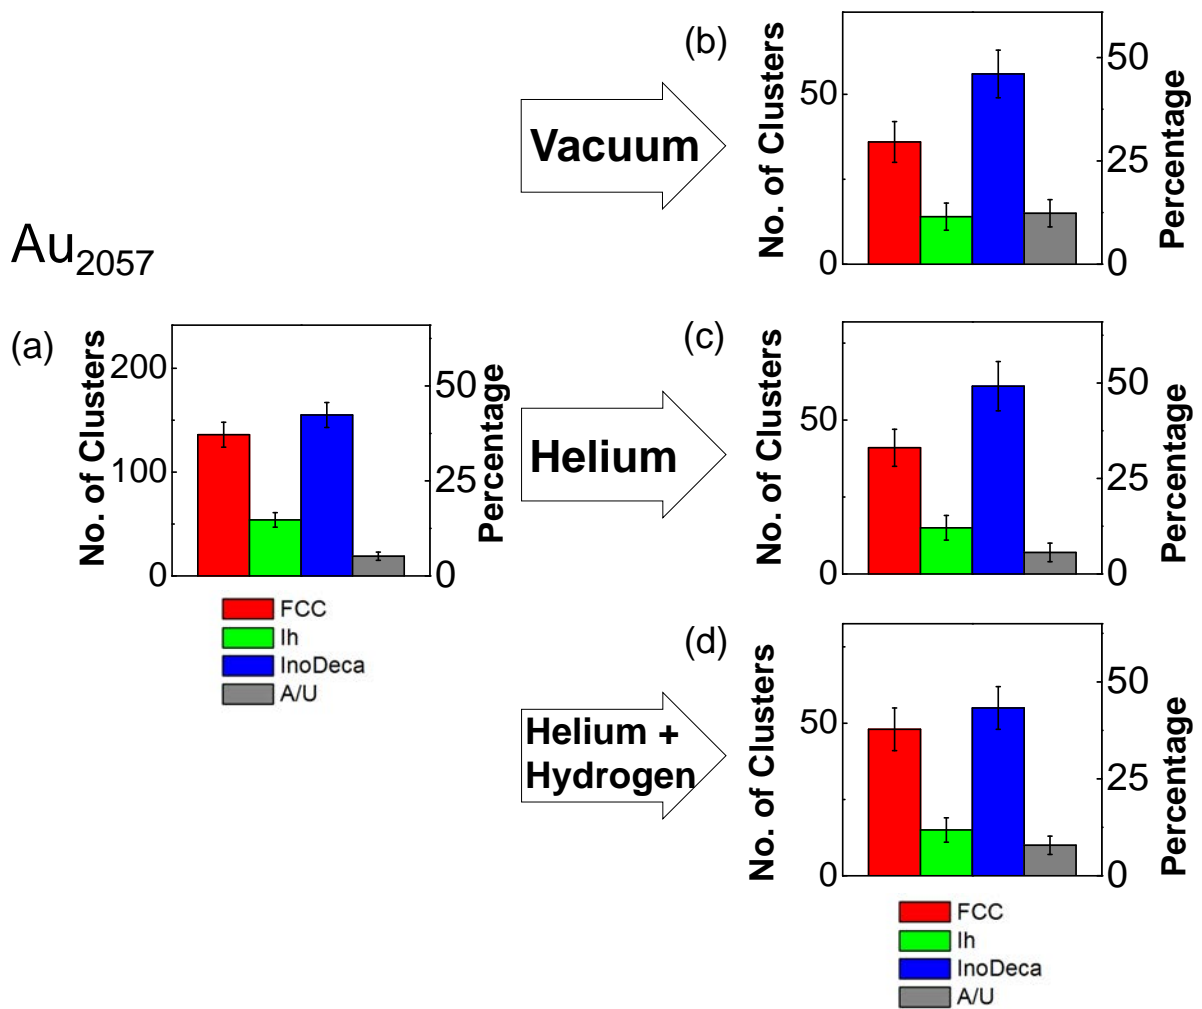 Au2057
(a)
No. of Clusters
200
100
0
50
25
0
Percentage
FCC
Ih
InoDeca
A/U
Vacuum
(b)
No. of Clusters
50
0
50
25
0
Percentage
Helium
(c)
No. of Clusters
50
0
50
25
0
Percentage
Helium +
Hydrogen
(d)
No. of Clusters
50
0
50
25
0
Percentage
FCC
Ih
InoDeca
A/U